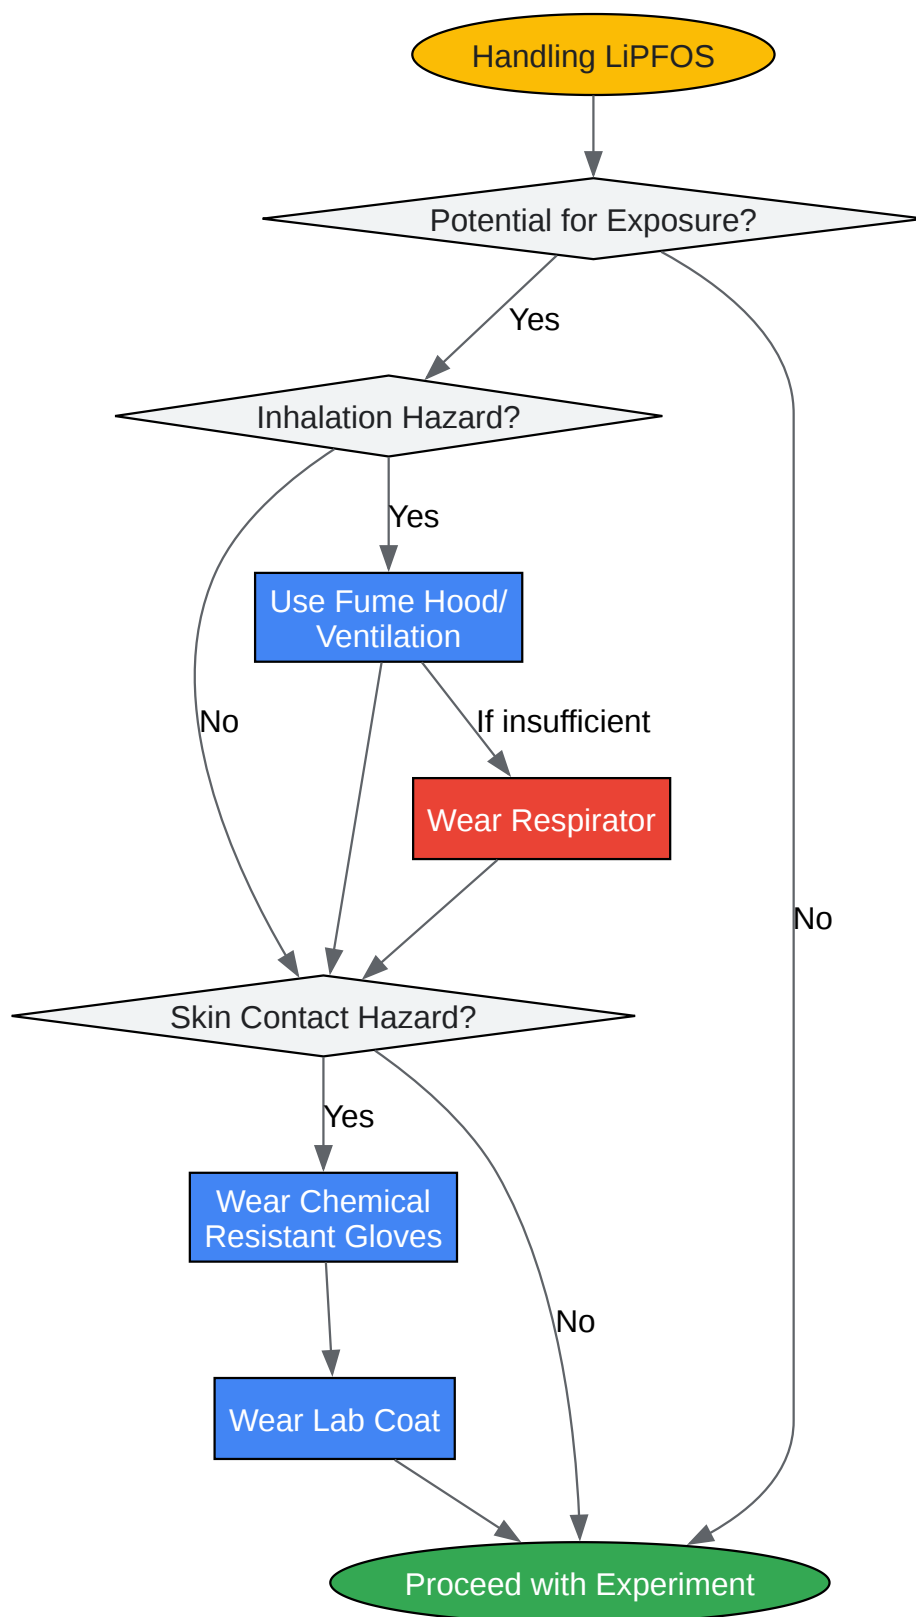 Handling LiPFOS
Potential for Exposure?
Yes
Inhalation Hazard?
Yes
Use Fume Hood/
Ventilation
No
If insufficient
Wear Respirator
No
Skin Contact Hazard?
Yes
Wear Chemical
Resistant Gloves
No
Wear Lab Coat
Proceed with Experiment